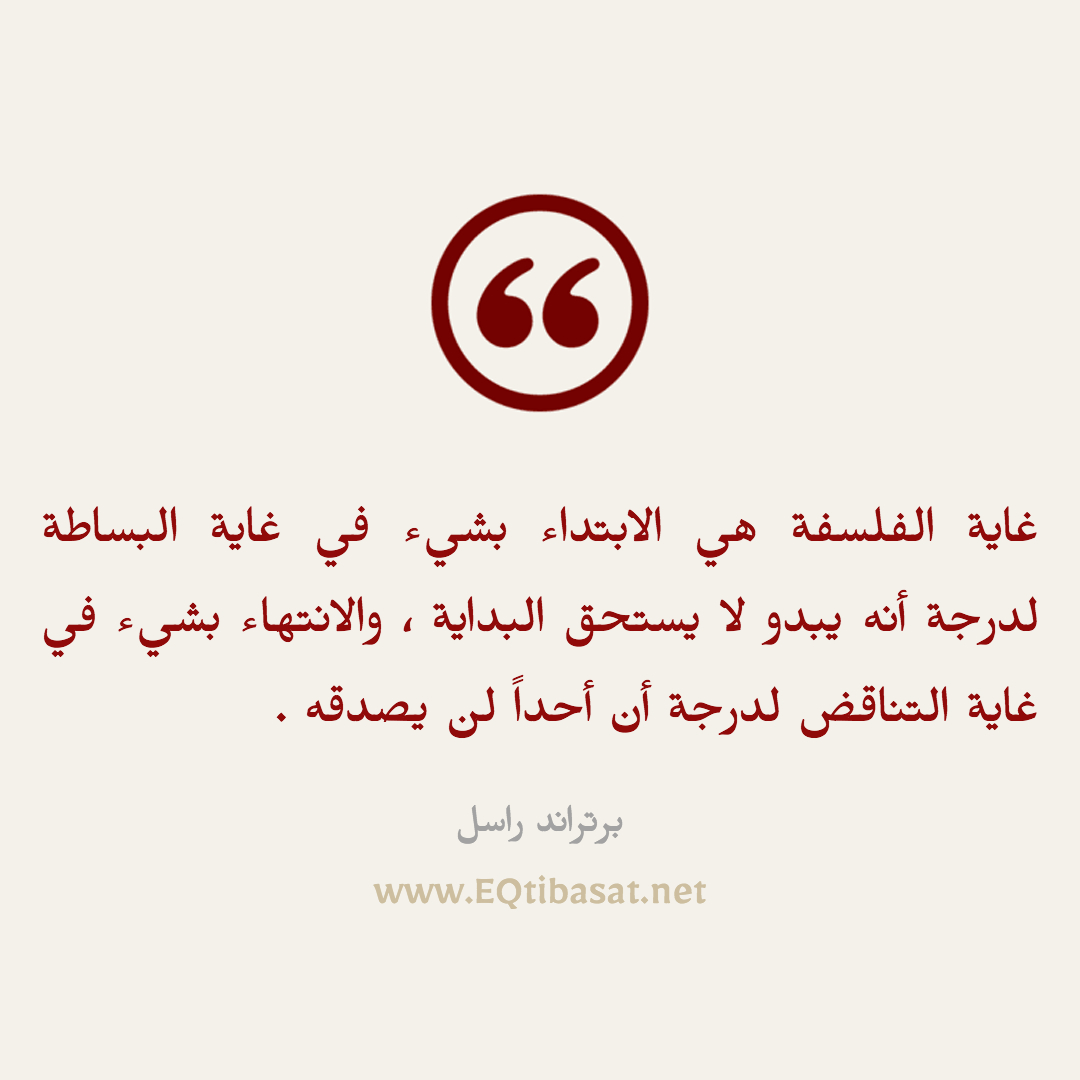 غاية الفلسفة هي الابتداء بشيء في غاية البساطة
لدرجة أنه يبدو لا يستحق البداية ، والانتهاء بشيء في
غاية التناقض لدرجة أن أحداً لن يصدقه .
برتراند راسل
www.EQtibasat.net